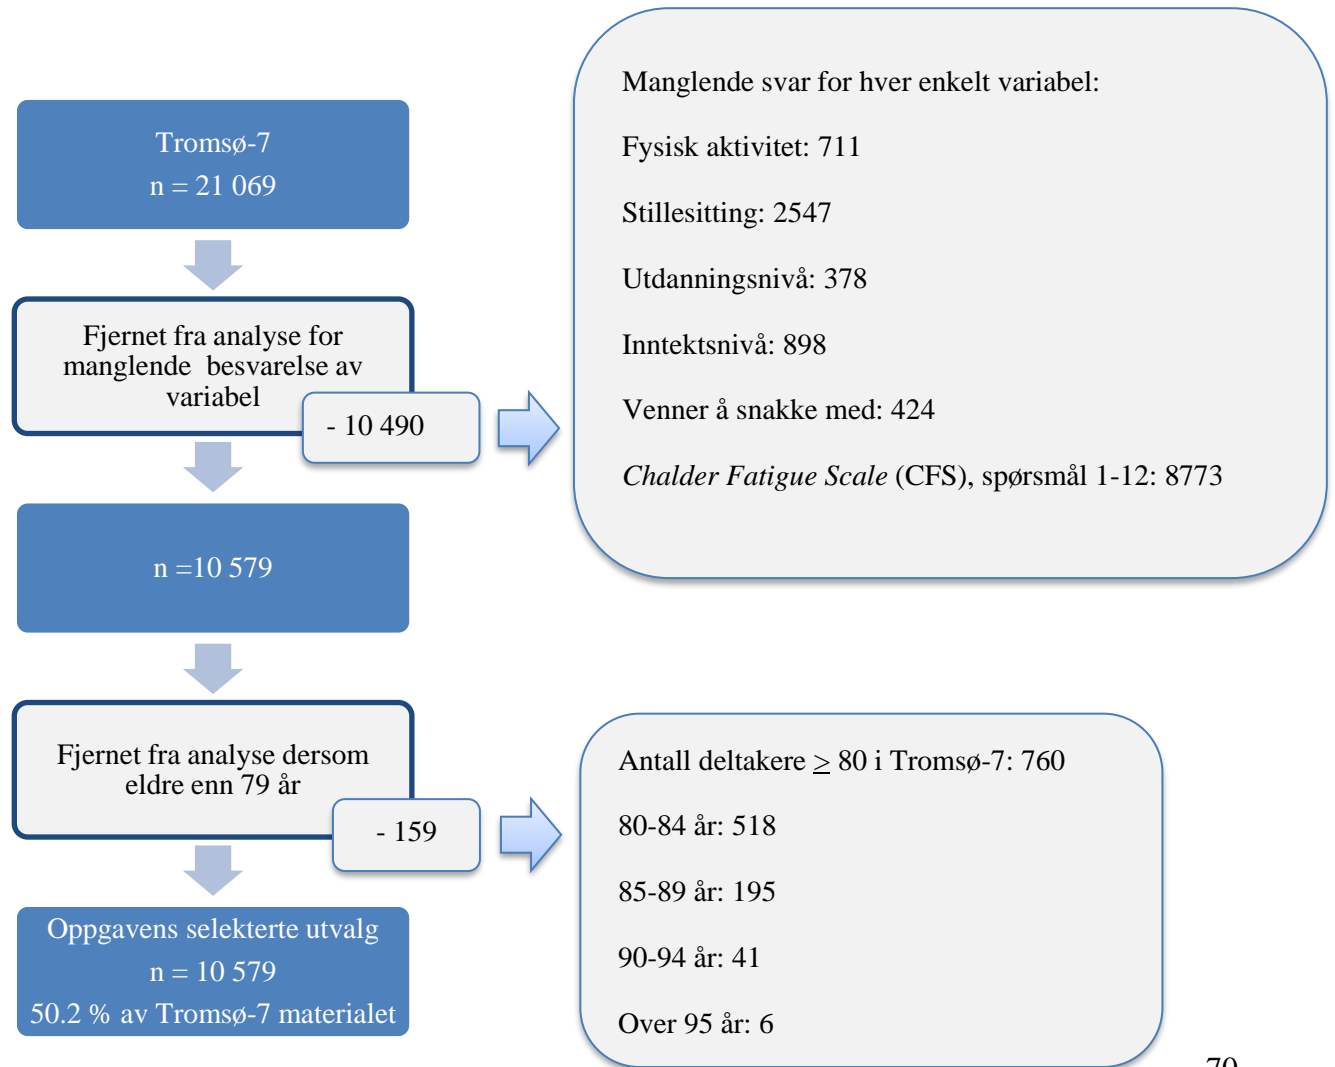 Tromsø-7
n = 21 069
Fjernet fra analyse for
manglende besvarelse av
variabel
- 10 490
Manglende svar for hver enkelt variabel:
Fysisk aktivitet: 711
Stillesitting: 2547
Utdanningsnivå: 378
Inntektsnivå: 898
Venner å snakke med: 424
Chalder Fatigue Scale (CFS), spørsmål 1-12: 8773
n =10 579
Fjernet fra analyse dersom
eldre enn 79 år
- 159
Antall deltakere ≥ 80 i Tromsø-7: 760
80-84 år: 518
85-89 år: 195
90-94 år: 41
Over 95 år: 6
Oppgavens selekterte utvalg
n = 10 579
50.2 % av Tromsø-7 materialet